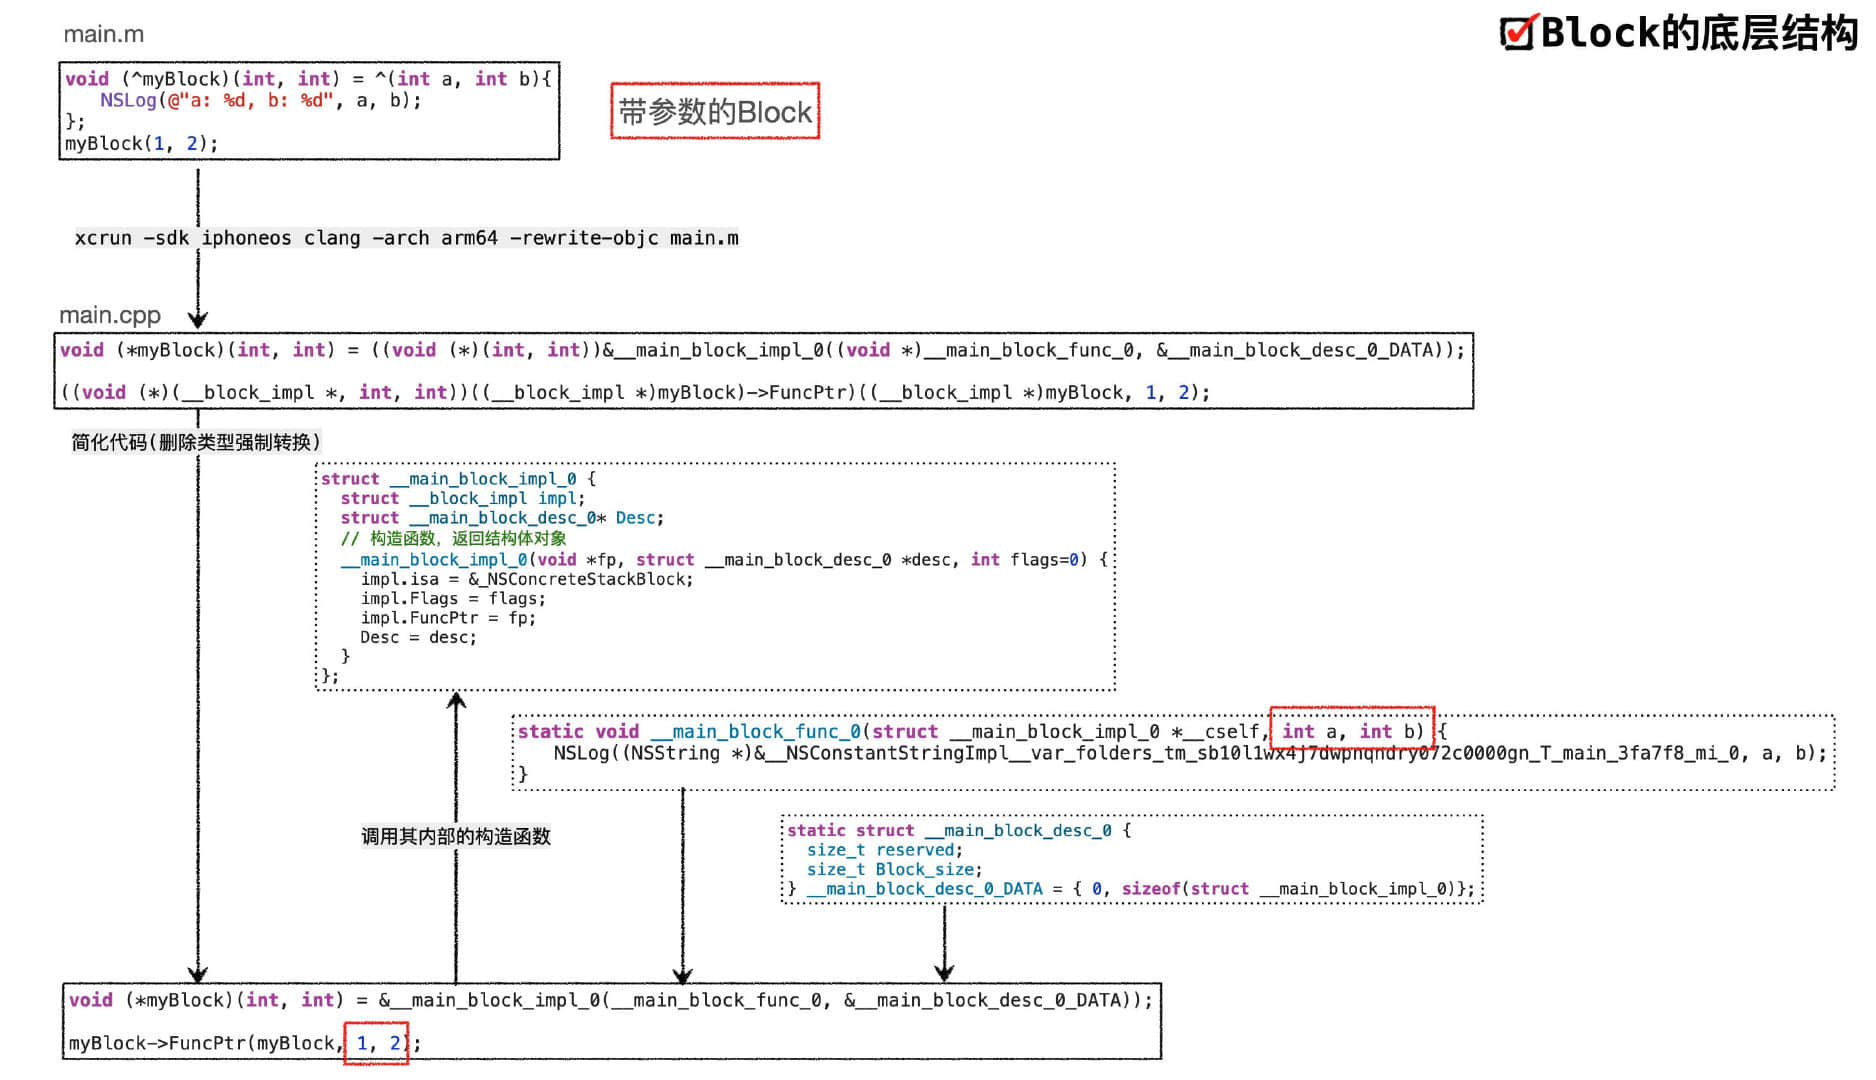 main.m
Block的底层结构
void (^myBlock)(int, int) = ^(int a, int b){
NSLog(@"a: %d, b: %d", a, b);
};
myBlock(1, 2);
带参数的Block
xcrun -sdk iphoneos clang -arch arm64 -rewrite-objc main.m
main.cpp
void (*myBlock)(int, int) = ((void (*)(int, int))&__main_block_impl_0((void *)__main_block_func_0, &__main_block_desc_0_DATA));
((void (*)(__block_impl *, int, int))((__block_impl *)myBlock)->FuncPtr)((__block_impl *)myBlock, 1, 2);
简化代码(删除类型强制转换)
struct __main_block_impl_0 {
struct __block_impl impl;
struct __main_block_desc_0* Desc;
// 构造函数，返回结构体对象
__main_block_impl_0(void *fp, struct __main_block_desc_0 *desc, int flags=0) {
impl.isa = &_NSConcreteStackBlock;
impl.Flags = flags;
impl.FuncPtr = fp;
Desc = desc;
}
};
static void __main_block_func_0(struct __main_block_impl_0 *__cself, int a, int b) {
NSLog((NSString *)&__NSConstantStringImpl__var_folders_tm_sb10l1wx4j7dwpnqndry072c0000gn_T_main_3fa7f8_mi_0, a, b);
}
调用其内部的构造函数
static struct __main_block_desc_0 {
size_t reserved;
size_t Block_size;
} __main_block_desc_0_DATA = { 0, sizeof(struct __main_block_impl_0)};
void (*myBlock)(int, int) = &__main_block_impl_0(__main_block_func_0, &__main_block_desc_0_DATA));
myBlock->FuncPtr(myBlock, 1, 2);